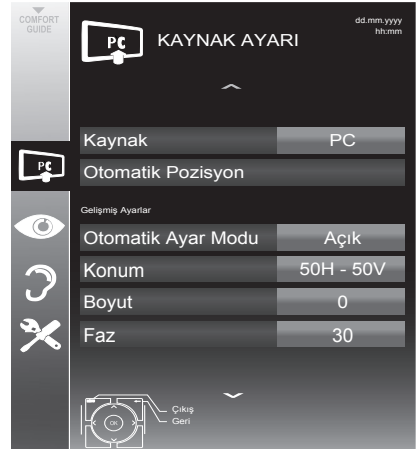 COMFORT
GUIDE
PC
KAYNAK AYARI
dd.mm.yyyy
hh:mm
Kaynak PC
PC
Otomatik Pozisyon
Gelişmiş Ayarlar
Otomatik Ayar Modu Açık
Konum 50H - 50V
Boyut 0
Faz 30
OK
Çıkış
Geri